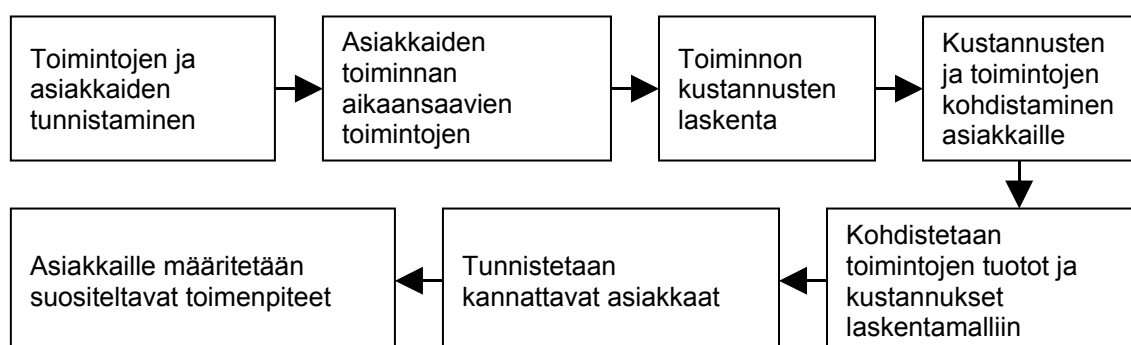 Toimintojen ja
asiakkaiden
tunnistaminen
Asiakkaiden
toiminnan
aikaansaavien
toimintojen
Toiminnon
kustannusten
laskenta
Kustannusten
ja toimintojen
kohdistaminen
asiakkaille
Kohdistetaan
toimintojen tuotot ja
kustannukset
laskentamalliin
Tunnistetaan
kannattavat asiakkaat
Asiakkaille määritetään
suositeltavat toimenpiteet